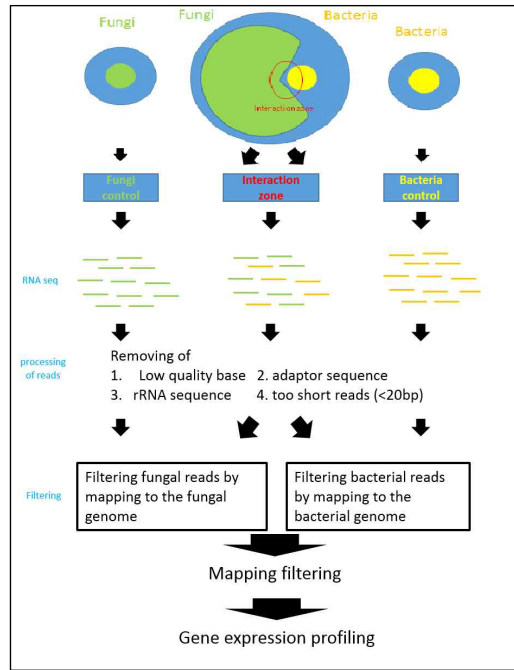 Fungi
Fungi
Bacteria
Bacteria
Interaction zone
Fungi
control
Interaction
zone
Bacteria
control
RNA seq
processing
of reads
Removing of
1. Low quality base 2. adaptor sequence
3. rRNA sequence 4. too short reads (<20bp)
Filtering
Filtering fungal reads by
mapping to the fungal
genome
Filtering bacterial reads
by mapping to the
bacterial genome
Mapping filtering
Gene expression profiling